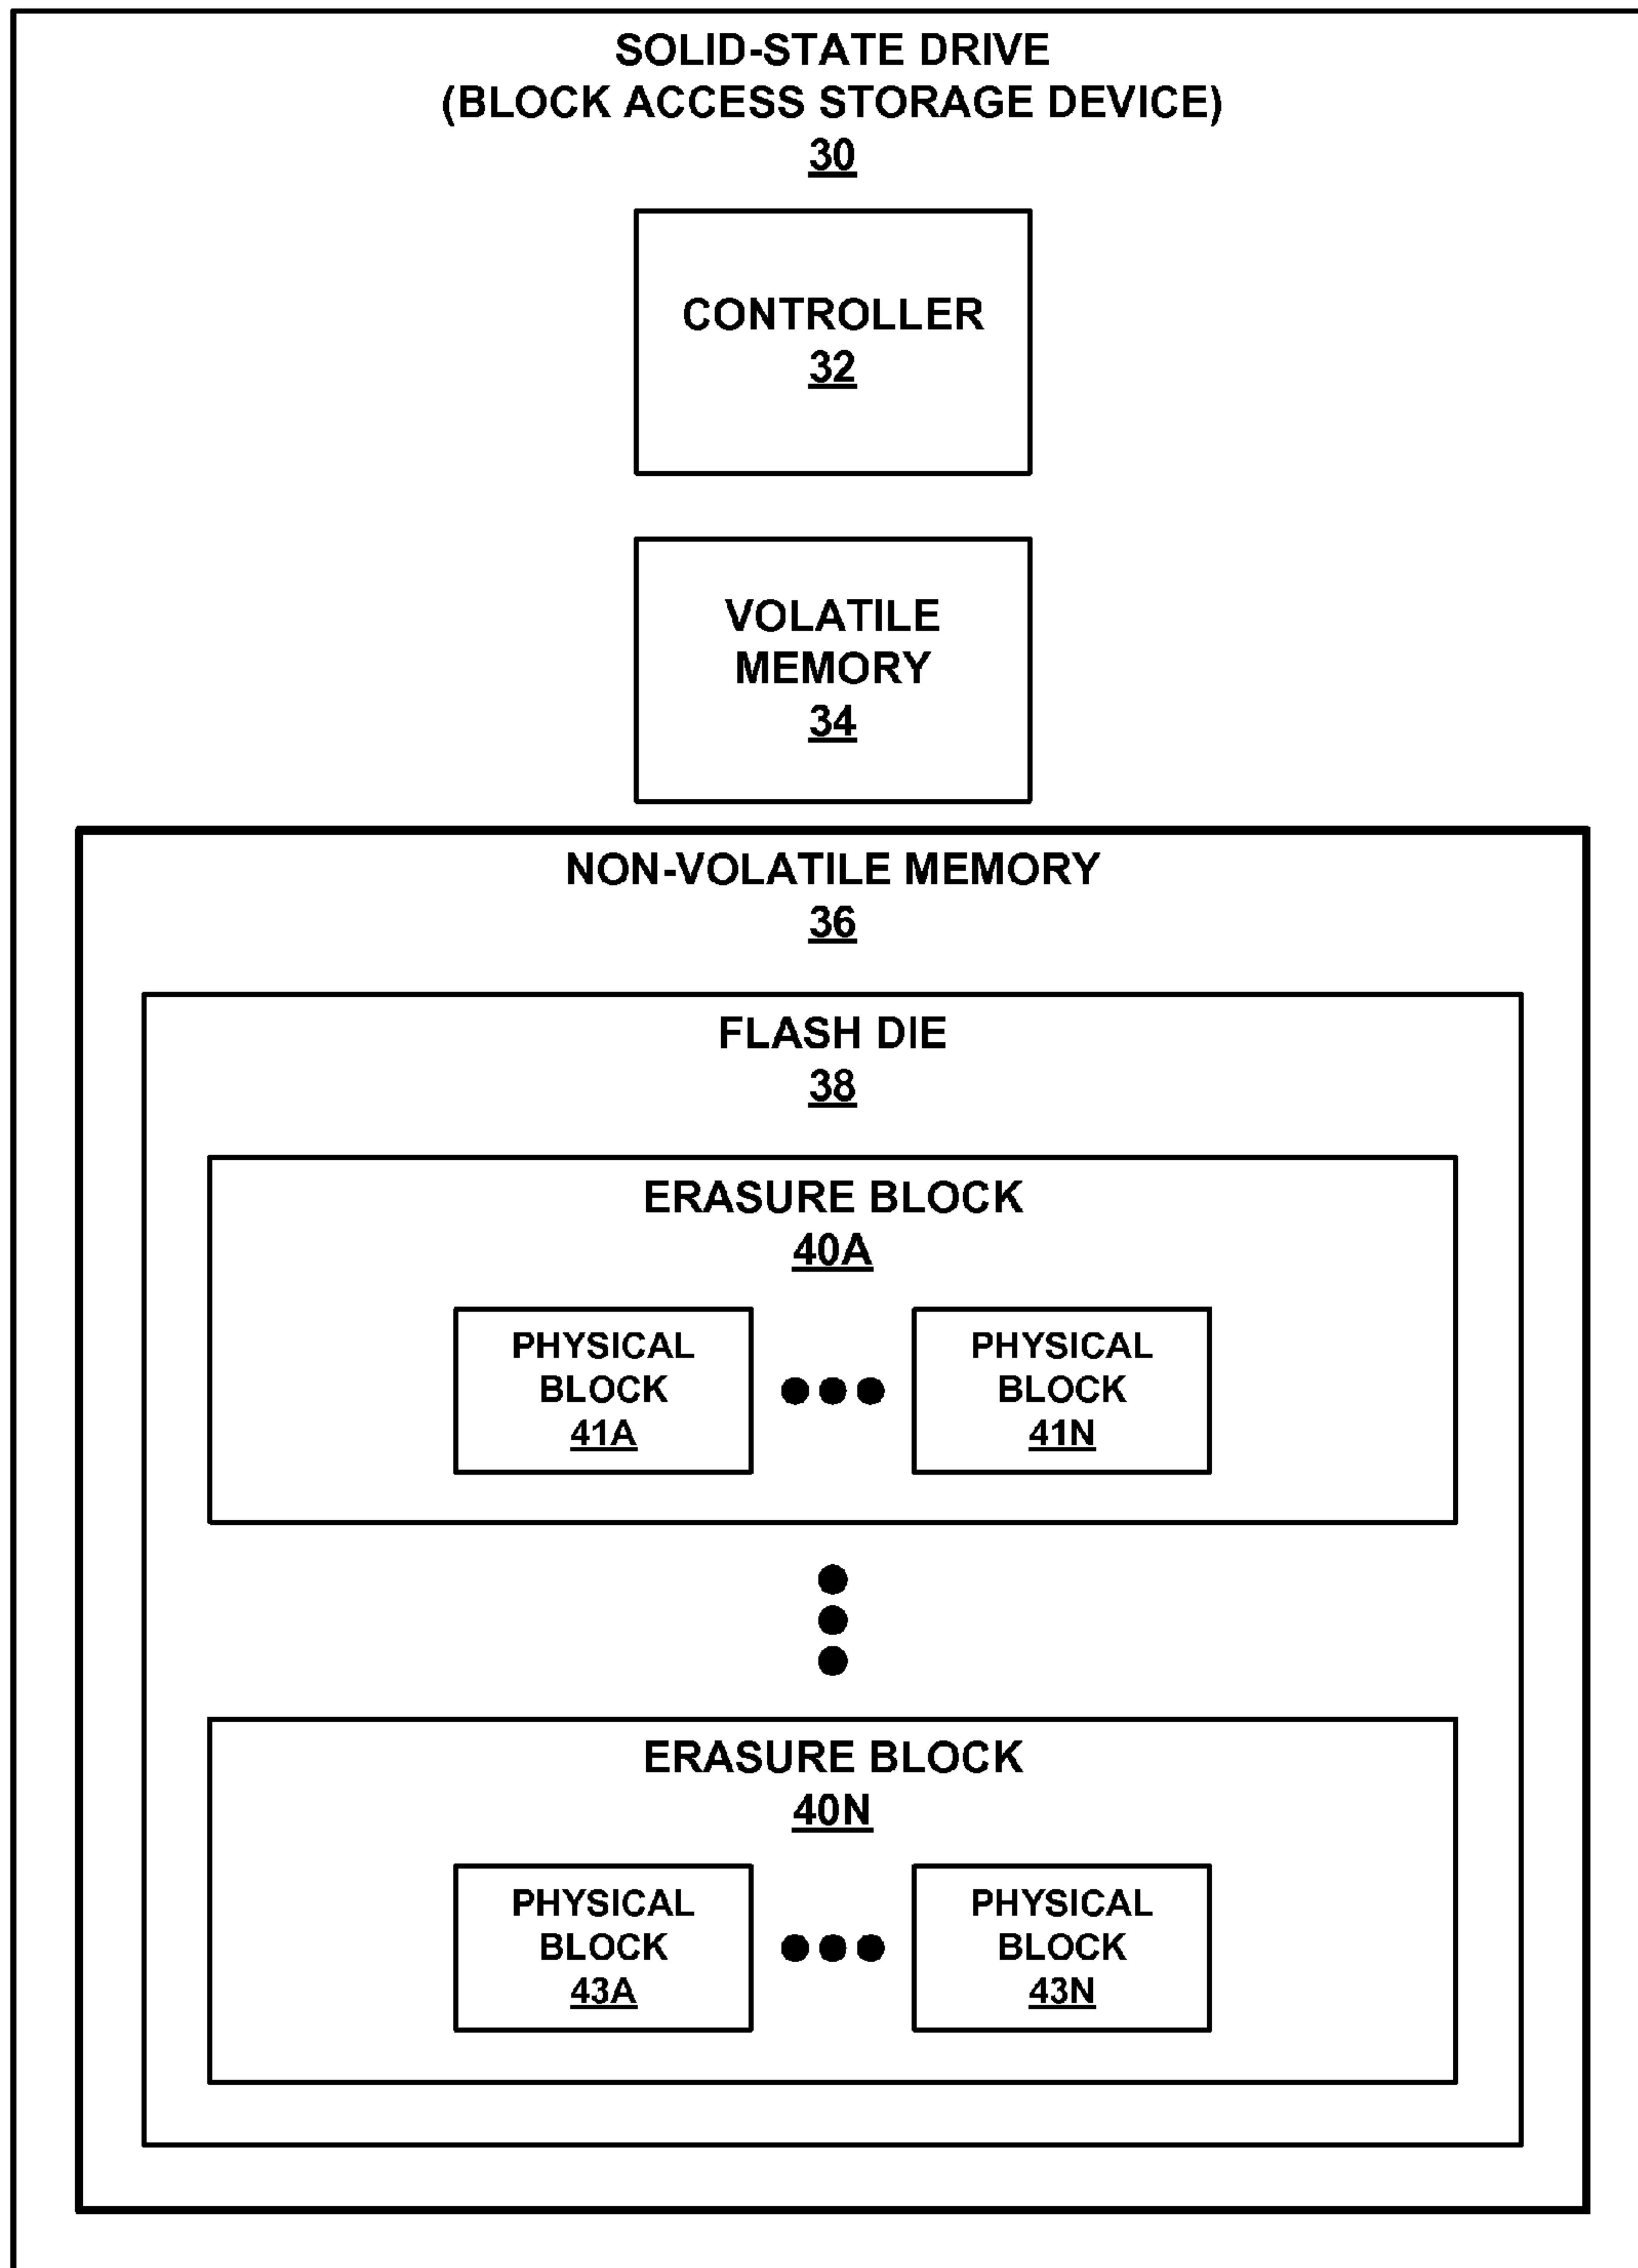 SOLID-STATE DRIVE
(BLOCK ACCESS STORAGE DEVICE)
30
CONTROLLER
32
VOLATILE
MEMORY
34
NON-VOLATILE MEMORY
36
FLASH DIE
38
ERASURE BLOCK
40A
PHYSICAL
BLOCK
41A
PHYSICAL
BLOCK
41N
ERASURE BLOCK
40N
PHYSICAL
BLOCK
43A
PHYSICAL
BLOCK
43N